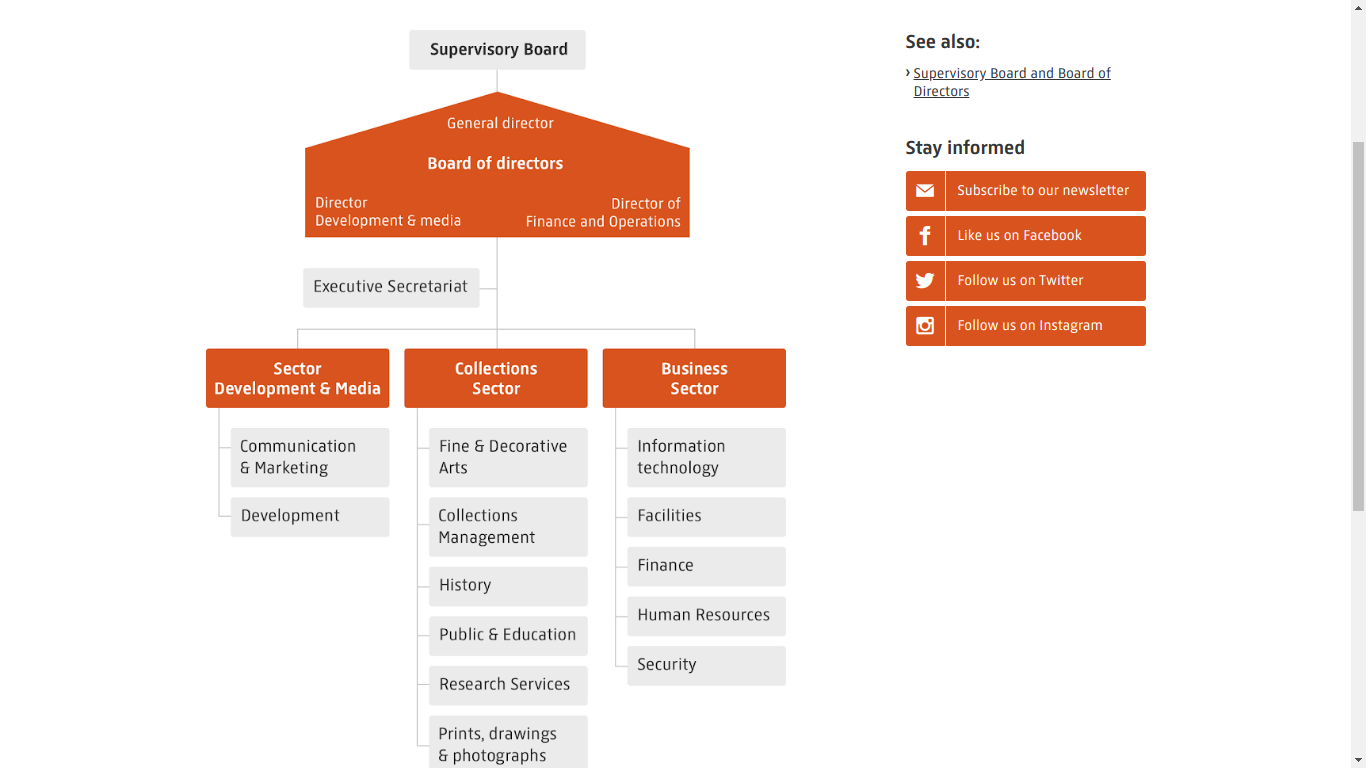 Supervisory Board
General director
Board of directors
Director
Development & media
Director of
Finance and Operations
Executive Secretariat
Sector
Development & Media
Communication
& Marketing
Development
Collections
Sector
Fine & Decorative
Arts
Collections
Management
History
Public & Education
Research Services
Prints, drawings
& photographs
Business
Sector
Information
technology
Facilities
Finance
Human Resources
Security
See also:
› Supervisory Board and Board of
Directors
Stay informed
Subscribe to our newsletter
Like us on Facebook
Follow us on Twitter
Follow us on Instagram